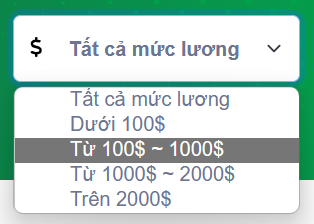 $ Tất cả mức lương
Tất cả mức lương
Dưới 100$
Từ 100$ ~ 1000$
Từ 1000$ ~ 2000$
Trên 2000$